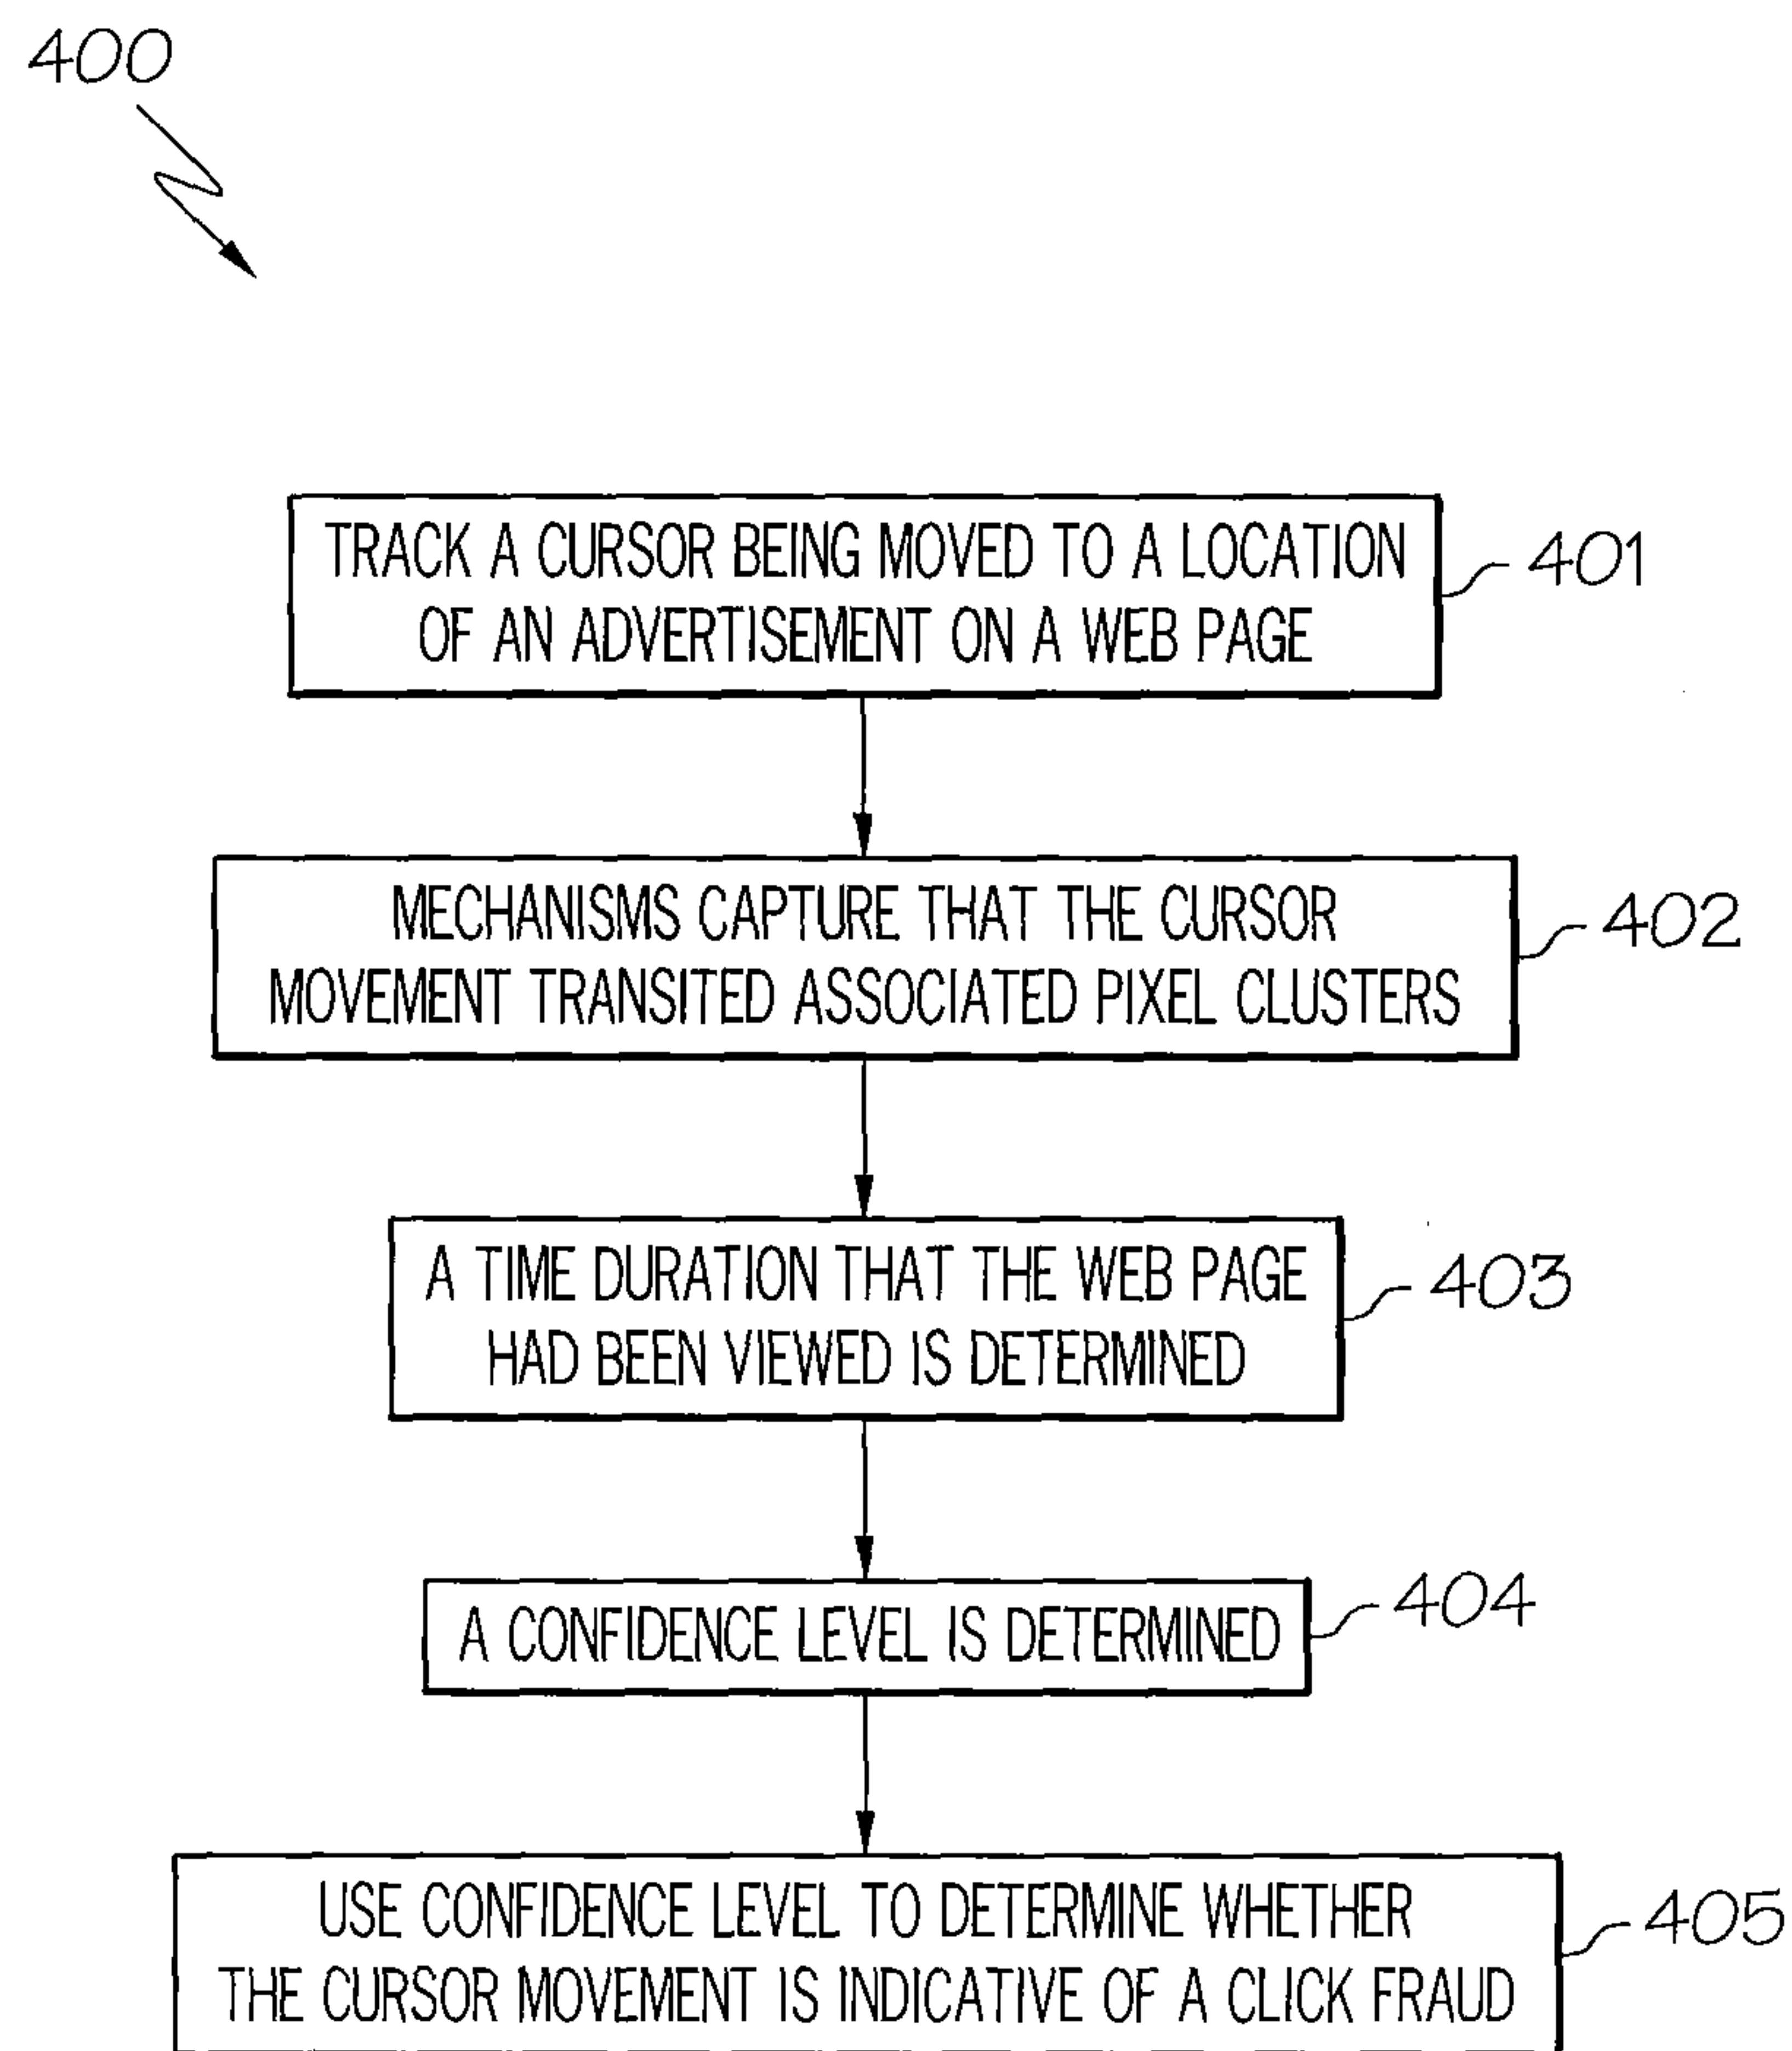 400
TRACK A CURSOR BEING MOVED TO A LOCATION
OF AN ADVERTISEMENT ON A WEB PAGE
401
MECHANISMS CAPTURE THAT THE CURSOR
MOVEMENT TRANSITED ASSOCIATED PIXEL CLUSTERS
402
A TIME DURATION THAT THE WEB PAGE
HAD BEEN VIEWED IS DETERMINED
403
A CONFIDENCE LEVEL IS DETERMINED
404
USE CONFIDENCE LEVEL TO DETERMINE WHETHER
THE CURSOR MOVEMENT IS INDICATIVE OF A CLICK FRAUD
405